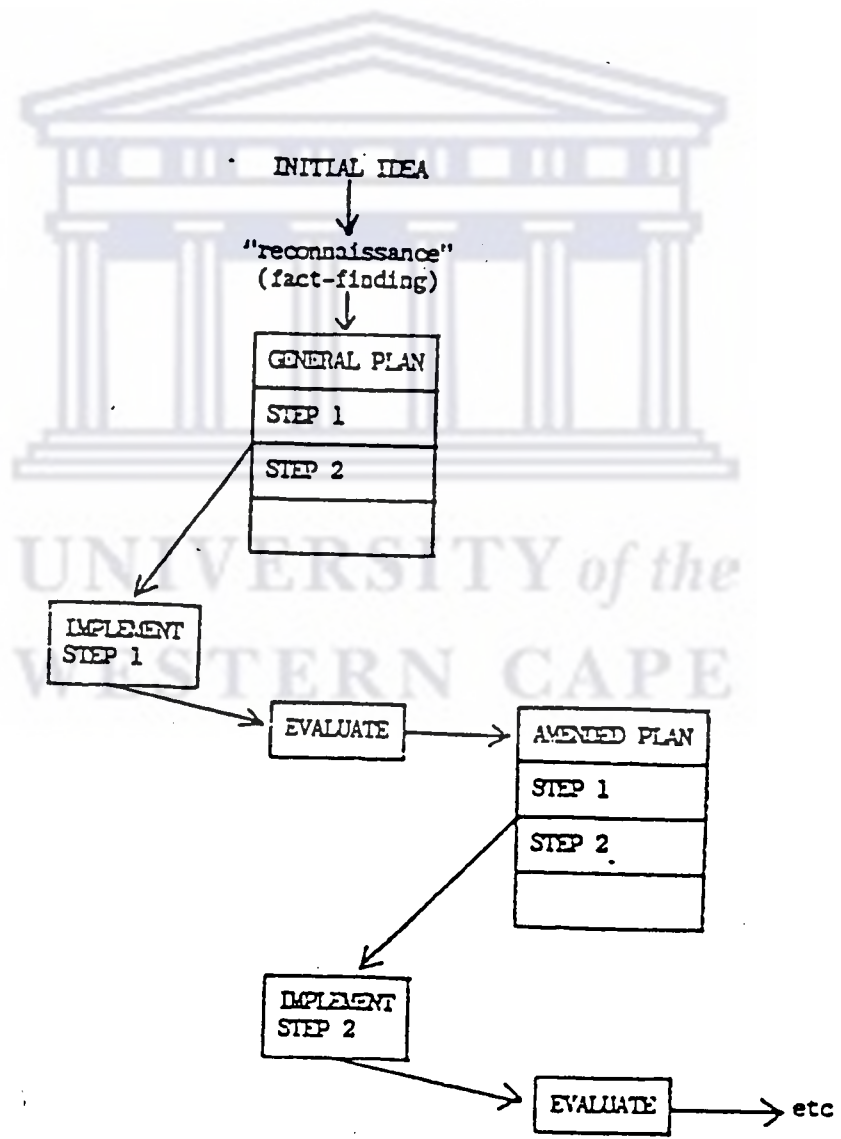 INITIAL IDEA
"reconnaissance"
(fact-finding)
GENERAL PLAN
STEP 1
STEP 2
UNIVERSITY of the
IMPLEMENT
STEP 1
WESTERN CAPE
EVALUATE
AMENDED PLAN
STEP 1
STEP 2
IMPLEMENT
STEP 2
EVALUATE
etc